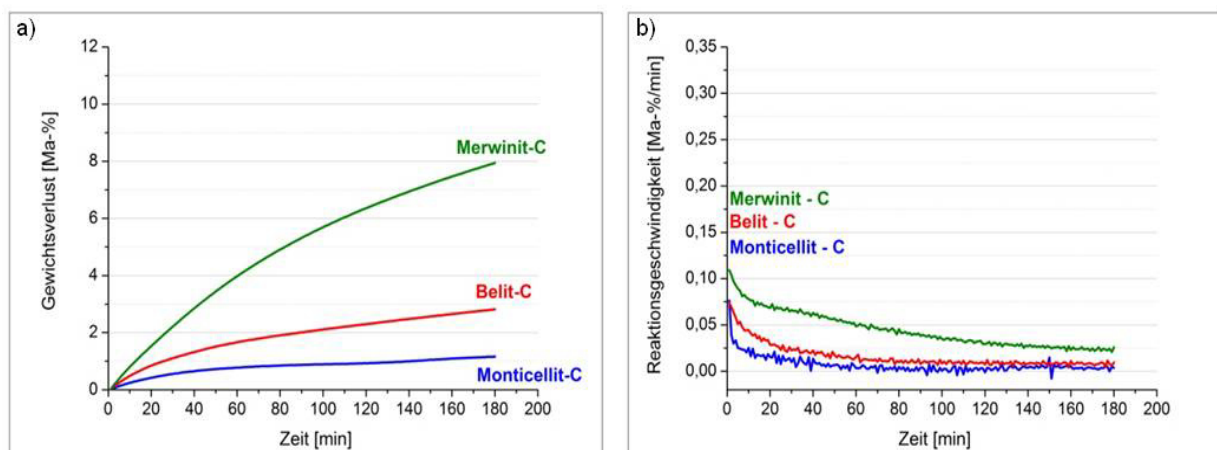 a)
Gewichtsverlust [Ma-%]
12
10
8
6
4
2
0
Merwinit-C
Belit-C
Monticellit-C
0 20 40 60 80 100 120 140 160 180 200
Zeit [min]
b)
Reaktionsgeschwindigkeit [Ma-%/min]
0,35
0,30
0,25
0,20
0,15
0,10
0,05
0,00
Merwinit - C
Belit - C
Monticellit - C
0 20 40 60 80 100 120 140 160 180 200
Zeit [min]